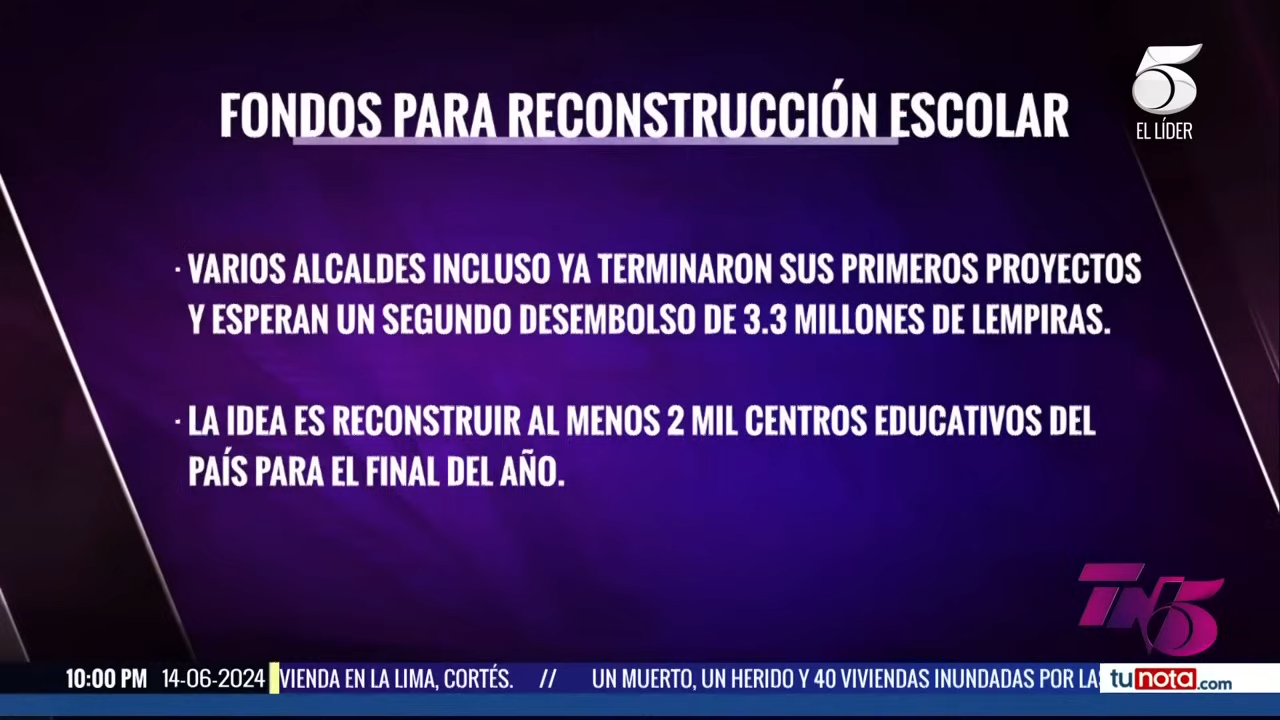 5
EL LÍDER
FONDOS PARA RECONSTRUCCIÓN ESCOLAR
· VARIOS ALCALDES INCLUSO YA TERMINARON SUS PRIMEROS PROYECTOS
Y ESPERAN UN SEGUNDO DESEMBOLSO DE 3.3 MILLONES DE LEMPIRAS.
· LA IDEA ES RECONSTRUIR AL MENOS 2 MIL CENTROS EDUCATIVOS DEL
PAÍS PARA EL FINAL DEL AÑO.
TN5
10:00 PM 14-06-2024 VIENDA EN LA LIMA, CORTÉS. // UN MUERTO, UN HERIDO Y 40 VIVIENDAS INUNDADAS POR LAS tunota.com